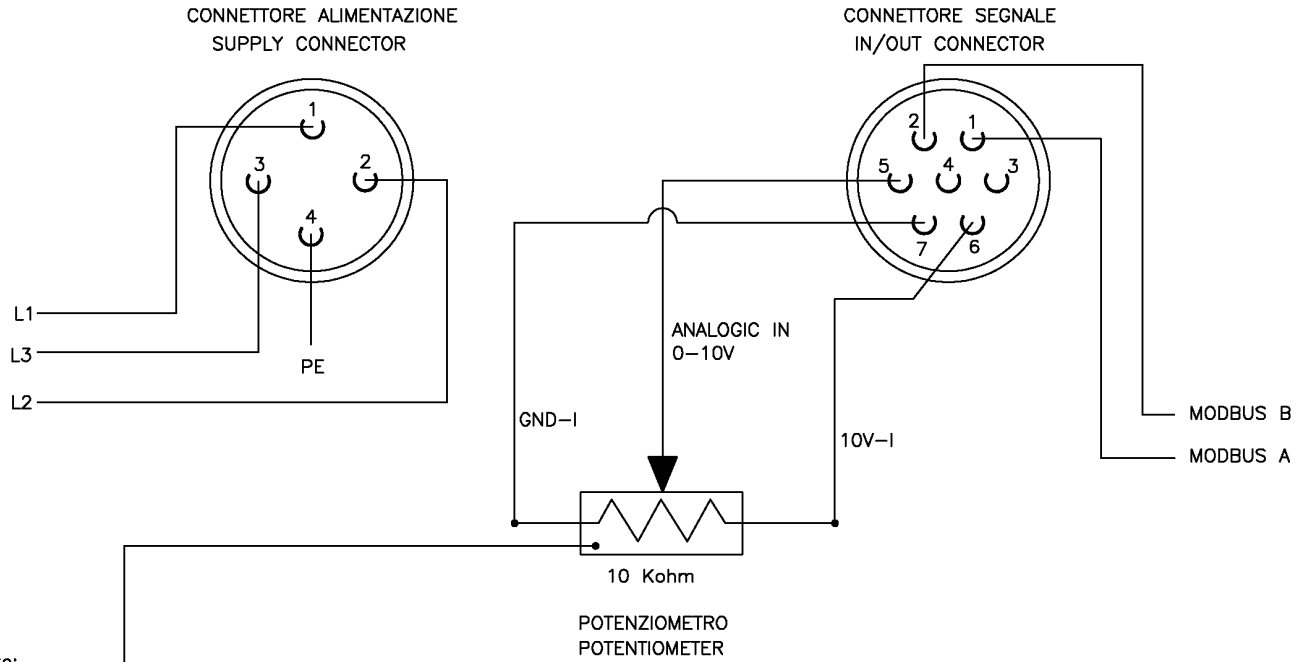 CONNETTORE ALIMENTAZIONE
SUPPLY CONNECTOR
CONNETTORE SEGNALE
IN/OUT CONNECTOR
1
3
2
4
2
1
5
4
3
7
6
L1
L3
L2
PE
ANALOGIC IN
0-10V
GND-I
10V-I
MODBUS B
MODBUS A
10 Kohm
POTENZIOMETRO
POTENTIOMETER